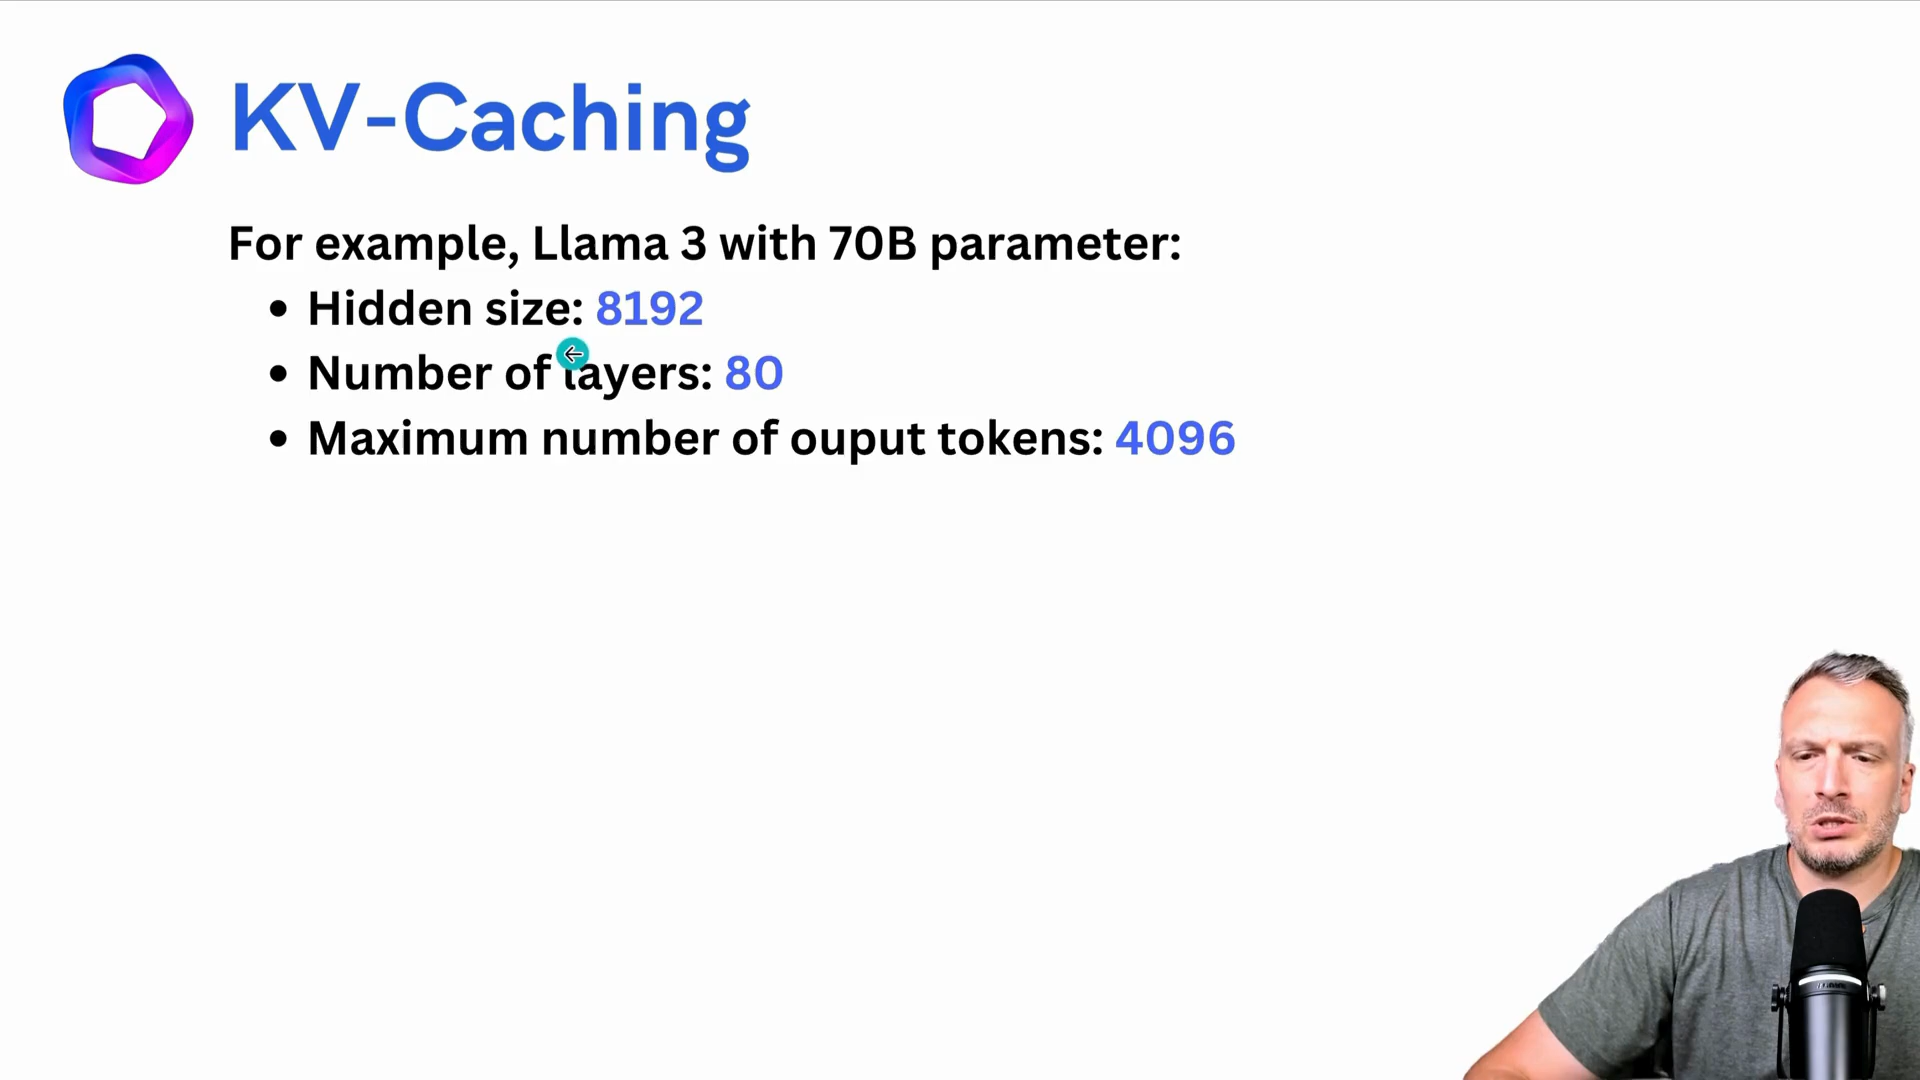 KV-Caching
For example, Llama 3 with 70B parameter:
• Hidden size: 8192
• Number of layers: 80
• Maximum number of ouput tokens: 4096